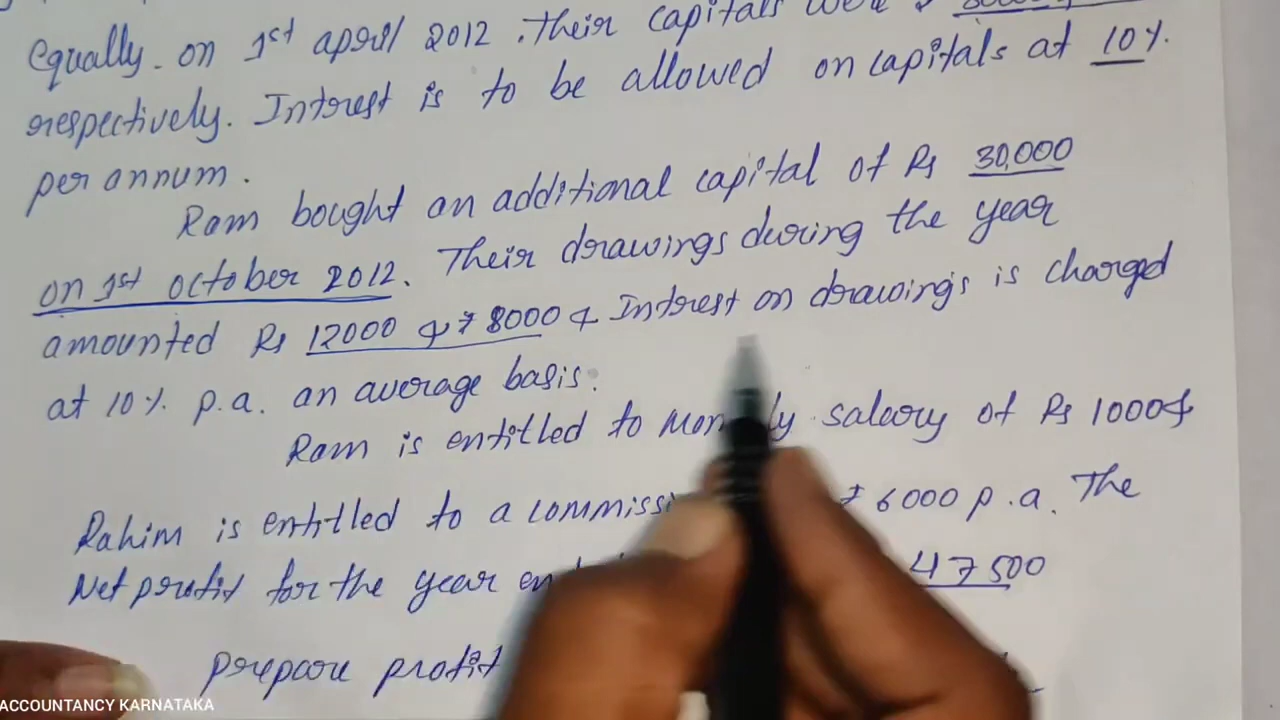 equally. on 1st april 2012. Their capitals were
respectively. Interest is to be allowed on capitals at 10%.
per annum.
Ram bought an additional capital of Rs 30,000
on 1st october 2012. Their drawings during the year
amounted Rs 12000 & ₹ 8000 & Interest on drawings is charged
at 10%. p.a. an average basis.
Ram is entitled to salary of Rs 1000 &
Rahim is entitled to a ₹ 6000 p.a. The
Net profit for the year 47500
prepare profit
ACCOUNTANCY KARNATAKA